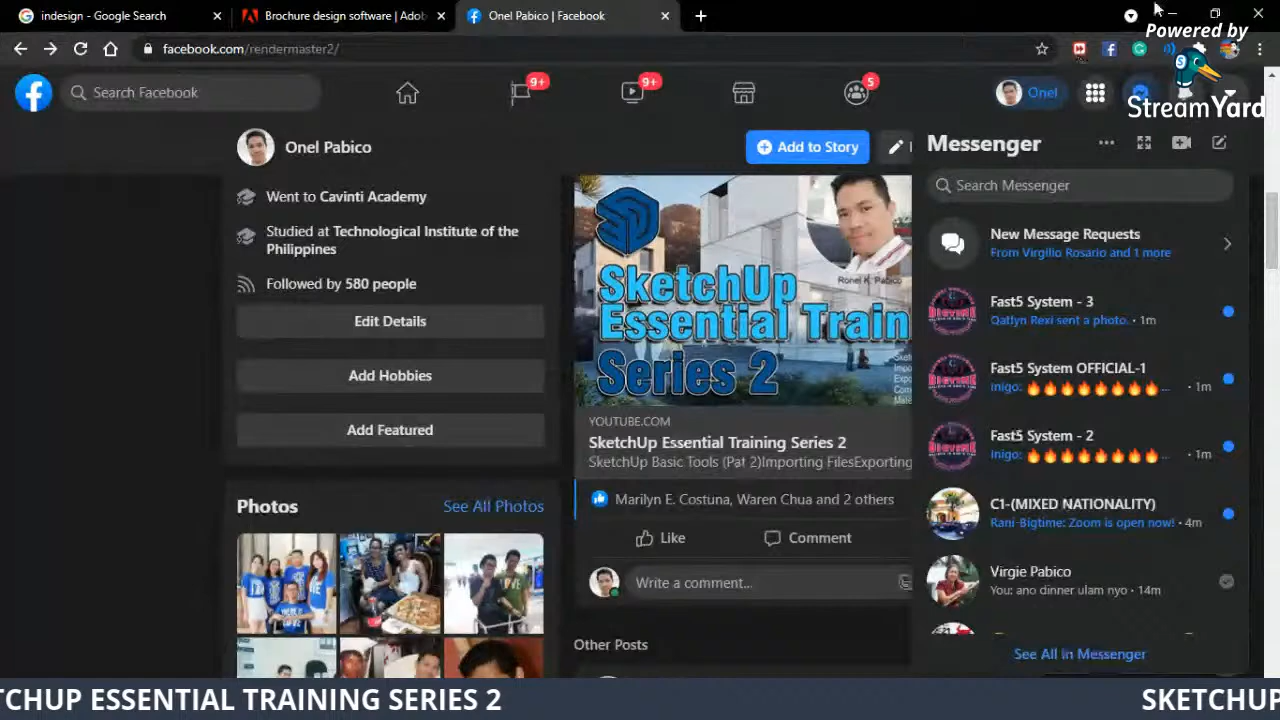 indesign - Google Search
Brochure design software | Adob
Onel Pabico | Facebook
facebook.com/rendermaster2/
Powered by
StreamYard
Search Facebook
9+
9+
5
Onel
Onel Pabico
Add to Story
Went to Cavinti Academy
Studied at Technological Institute of the
Philippines
Followed by 580 people
Edit Details
Add Hobbies
Add Featured
Photos
See All Photos
Ronel K. Pabico
SketchUp
Essential Train
Series 2
YOUTUBE.COM
SketchUp Essential Training Series 2
SketchUp Basic Tools (Pat 2)Importing FilesExporting
Marilyn E. Costuna, Waren Chua and 2 others
Like
Comment
Write a comment...
Other Posts
Messenger
Search Messenger
New Message Requests
From Virgilio Rosario and 1 more
Fast5 System - 3
Qatlyn Rexi sent a photo. · 1m
Fast5 System OFFICIAL-1
Inigo: 🔥🔥🔥🔥🔥🔥🔥🔥... · 1m
Fast5 System - 2
Inigo: 🔥🔥🔥🔥🔥🔥🔥🔥... · 1m
C1-(MIXED NATIONALITY)
Rani-Bigtime: Zoom is open now! · 4m
Virgie Pabico
You: ano dinner ulam nyo · 14m
See All in Messenger
TCHUP ESSENTIAL TRAINING SERIES 2
SKETCHUP